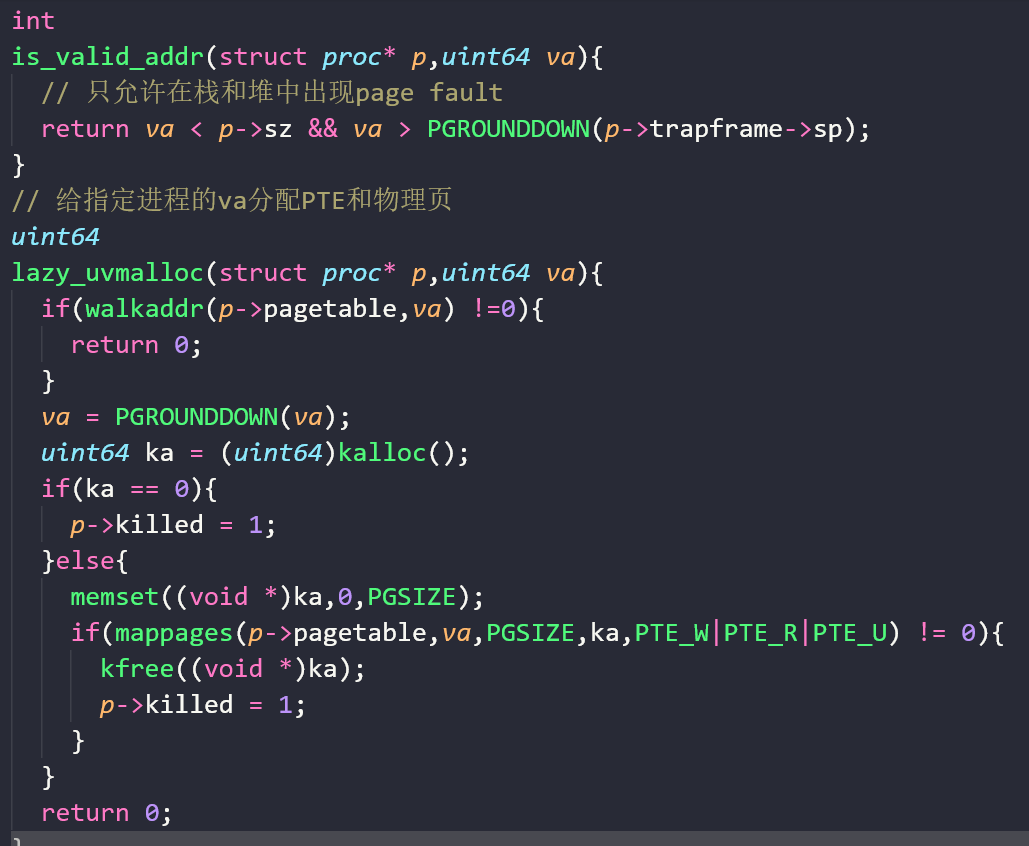 int
is_valid_addr(struct proc* p,uint64 va){
  // 只允许在栈和堆中出现page fault
  return va < p->sz && va > PGROUNDDOWN(p->trapframe->sp);
}
// 给指定进程的va分配PTE和物理页
uint64
lazy_uvmalloc(struct proc* p,uint64 va){
  if(walkaddr(p->pagetable,va) !=0){
    return 0;
  }
  va = PGROUNDDOWN(va);
  uint64 ka = (uint64)kalloc();
  if(ka == 0){
    p->killed = 1;
  }else{
    memset((void *)ka,0,PGSIZE);
    if(mappages(p->pagetable,va,PGSIZE,ka,PTE_W|PTE_R|PTE_U) != 0){
      kfree((void *)ka);
      p->killed = 1;
    }
  }
  return 0;
}